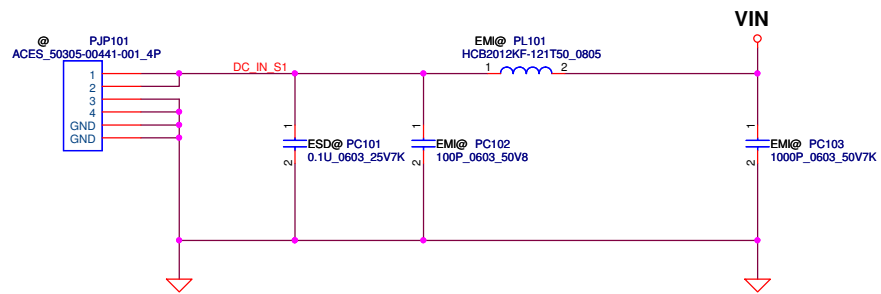 VIN
@ PJP101
ACES_50305-00441-001_4P
EMI@ PL101
HCB2012KF-121T50_0805
1
2
3
4
GND
GND
DC_IN_S1
1 2
1
ESD@ PC101
0.1U_0603_25V7K
2
1
EMI@ PC102
100P_0603_50V8
2
1
EMI@ PC103
1000P_0603_50V7K
2